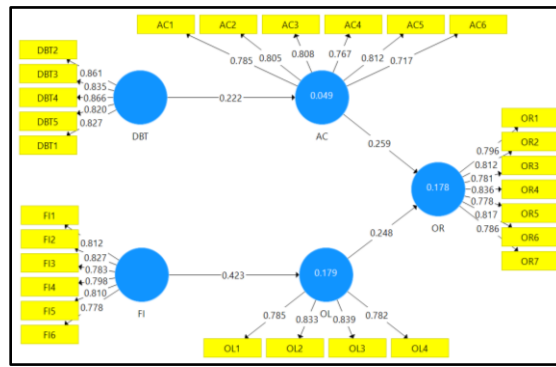 AC1 AC2 AC3 AC4 AC5 AC6
0.785 0.805 0.808 0.767 0.812 0.717
DBT2
DBT3
DBT4
DBT5
DBT1
0.861
0.835
0.866
0.820
0.827
DBT
0.222
0.049
AC
0.259
0.178
OR
OR1
OR2
OR3
OR4
OR5
OR6
OR7
0.796
0.812
0.781
0.836
0.778
0.817
0.786
FI1
FI2
FI3
FI4
FI5
FI6
0.812
0.827
0.783
0.798
0.810
0.778
FI
0.423
0.179
OL
0.248
0.785 0.833 0.839 0.782
OL1 OL2 OL3 OL4